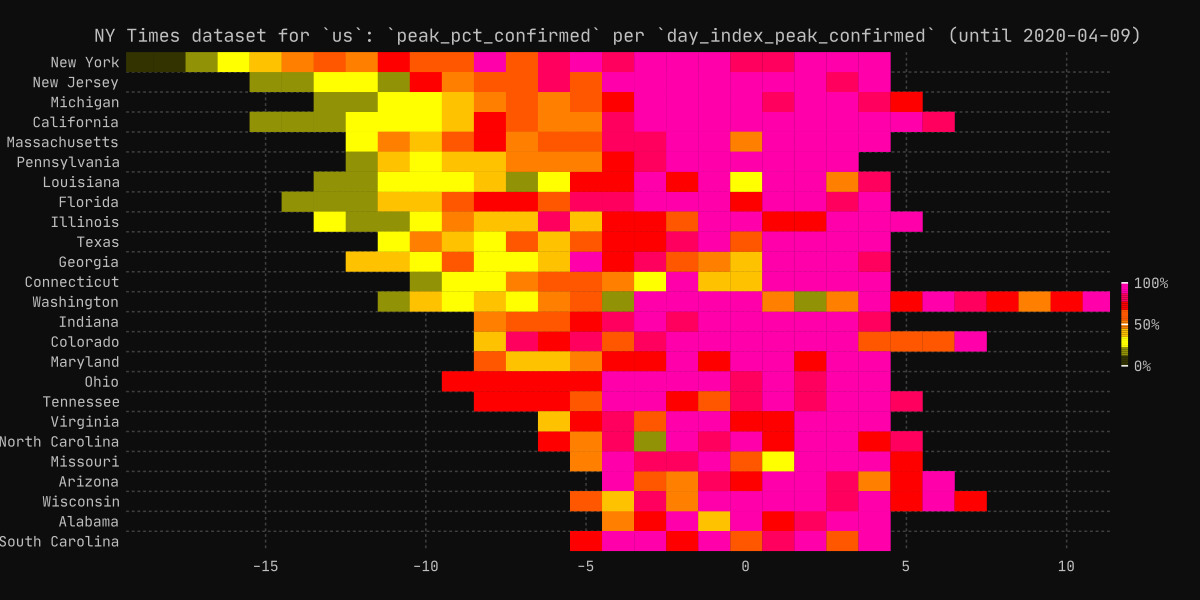 NY Times dataset for `us`: `peak_pct_confirmed` per `day_index_peak_confirmed` (until 2020-04-09)
New York
New Jersey
Michigan
California
Massachusetts
Pennsylvania
Louisiana
Florida
Illinois
Texas
Georgia
Connecticut
Washington
Indiana
Colorado
Maryland
Ohio
Tennessee
Virginia
North Carolina
Missouri
Arizona
Wisconsin
Alabama
South Carolina
100%
50%
0%
-15 -10 -5 0 5 10